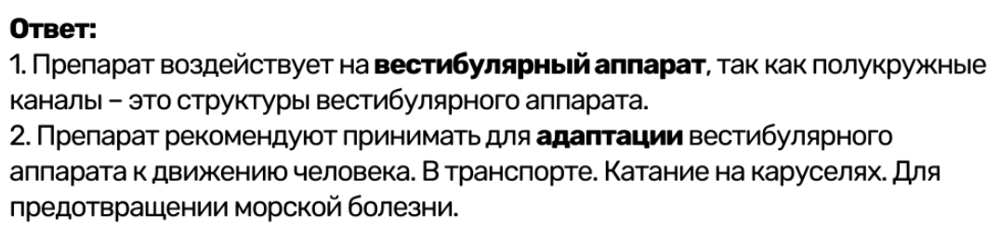 Ответ:
1. Препарат воздействует на вестибулярный аппарат, так как полукружные
каналы – это структуры вестибулярного аппарата.
2. Препарат рекомендуют принимать для адаптации вестибулярного
аппарата к движению человека. В транспорте. Катание на каруселях. Для
предотвращении морской болезни.